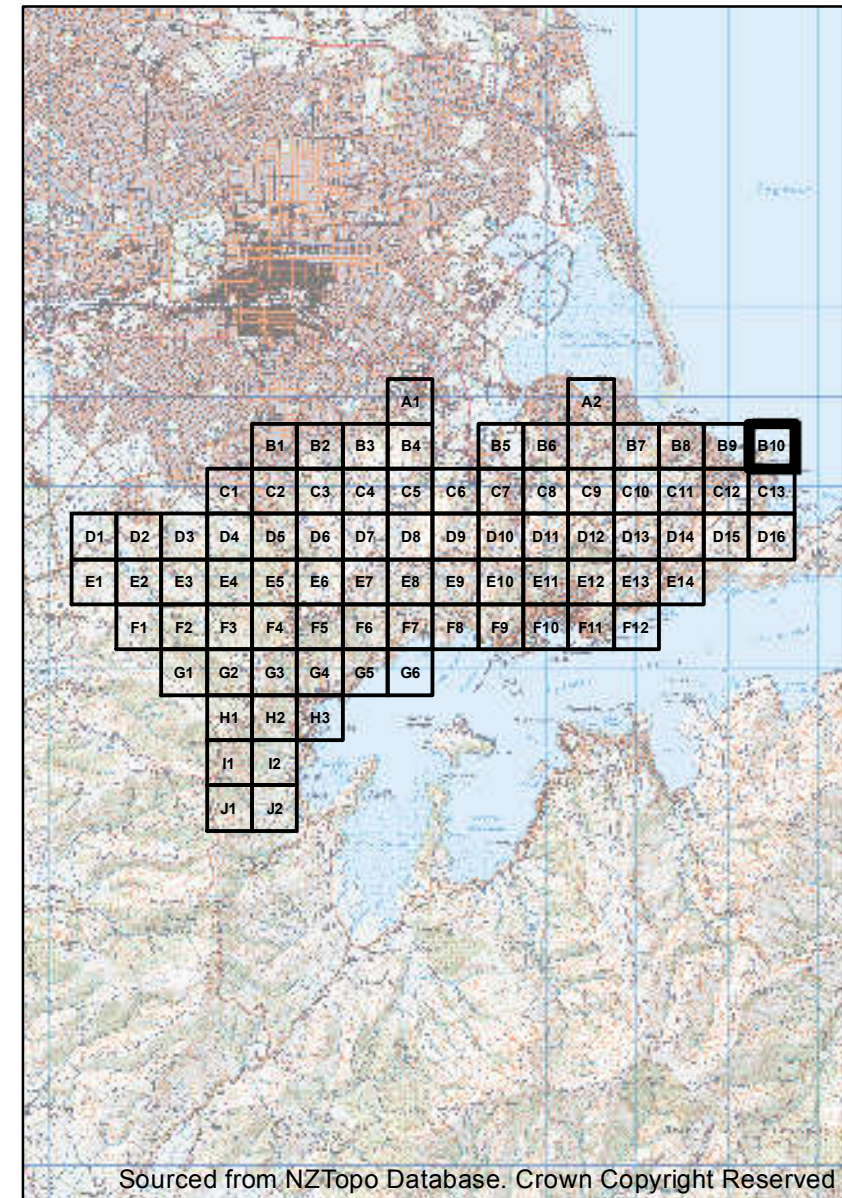 A1 A2
B1 B2 B3 B4 B5 B6 B7 B8 B9 B10
C1 C2 C3 C4 C5 C6 C7 C8 C9 C10 C11 C12 C13
D1 D2 D3 D4 D5 D6 D7 D8 D9 D10 D11 D12 D13 D14 D15 D16
E1 E2 E3 E4 E5 E6 E7 E8 E9 E10 E11 E12 E13 E14
F1 F2 F3 F4 F5 F6 F7 F8 F9 F10 F11 F12
G1 G2 G3 G4 G5 G6
H1 H2 H3
I1 I2
J1 J2
Sourced from NZTopo Database. Crown Copyright Reserved